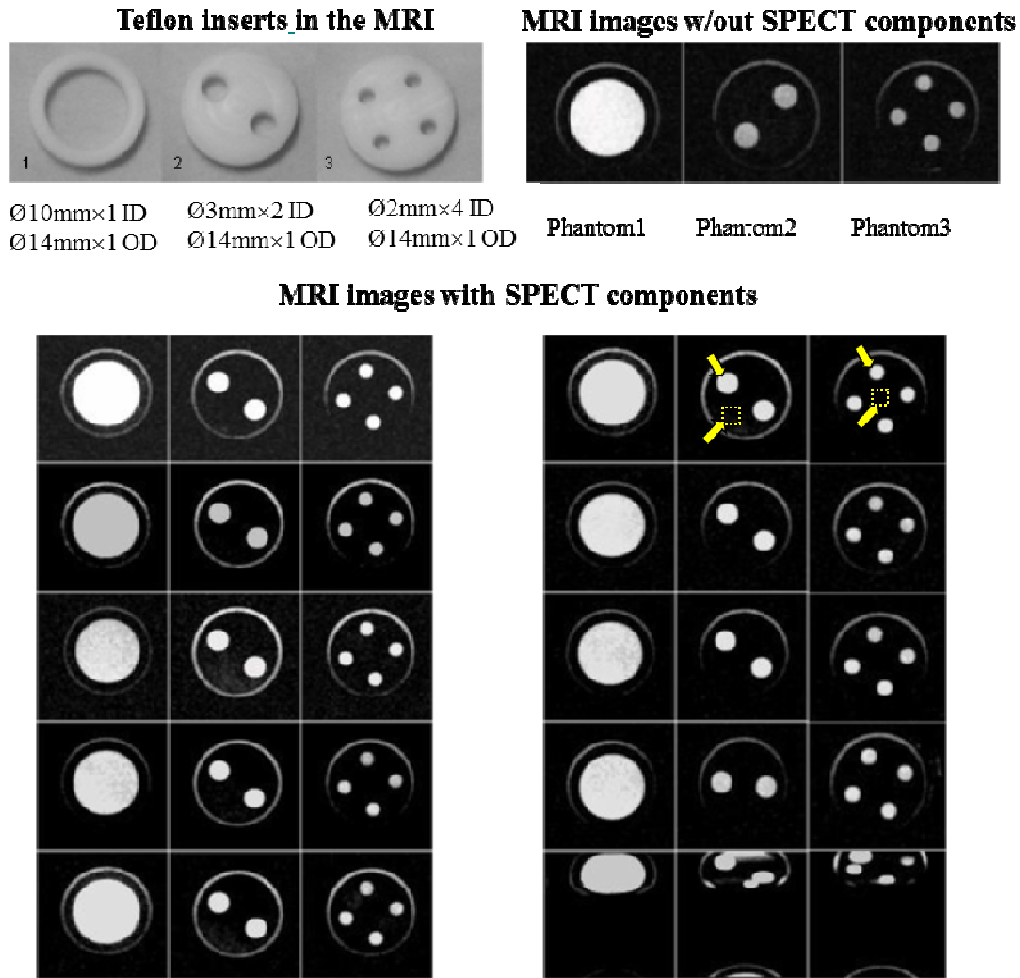 Teflon inserts in the MRI
MRI images w/out SPECT components
1
2
3
Ø10mm×1 ID
Ø14mm×1 OD
Ø3mm×2 ID
Ø14mm×1 OD
Ø2mm×4 ID
Ø14mm×1 OD
Phantom1
Phantom2
Phantom3
MRI images with SPECT components